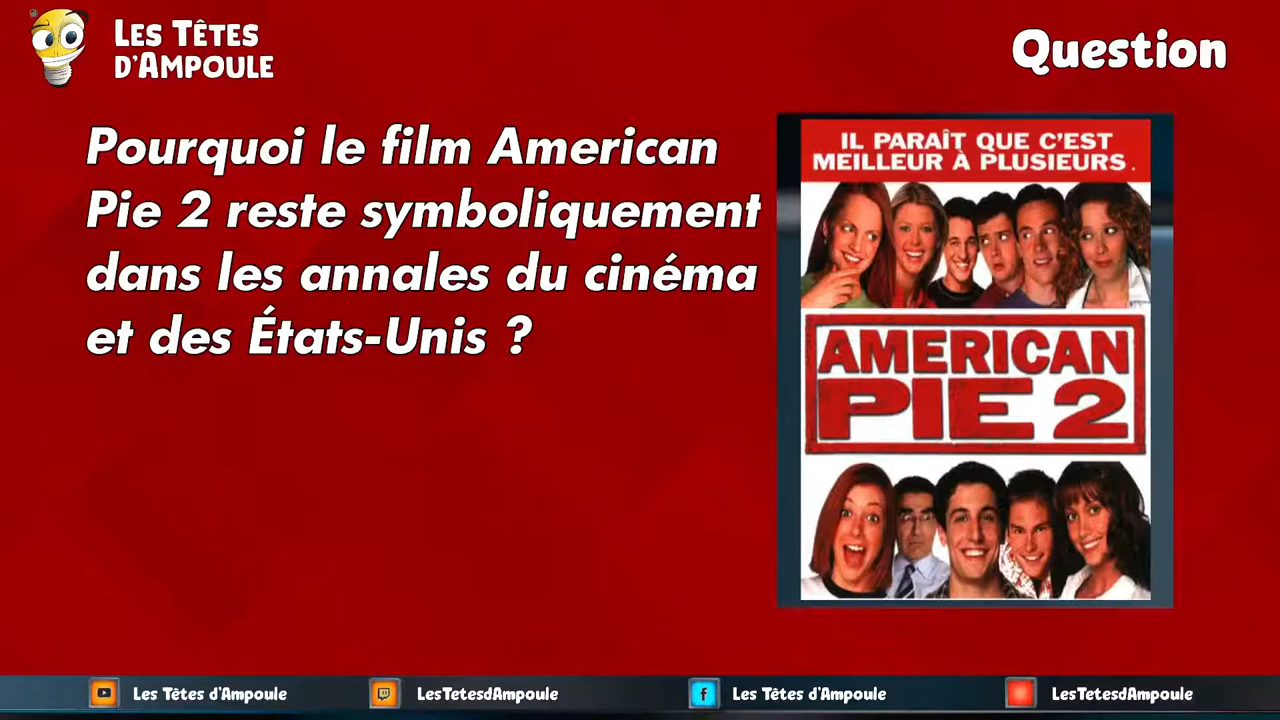 LES TÊTES
D'AMPOULE
Question
Pourquoi le film American
Pie 2 reste symboliquement
dans les annales du cinéma
et des États-Unis ?
IL PARAÎT QUE C'EST
MEILLEUR À PLUSIEURS.
AMERICAN
PIE 2
Les Têtes d'Ampoule
LesTetesdAmpoule
Les Têtes d'Ampoule
LesTetesdAmpoule